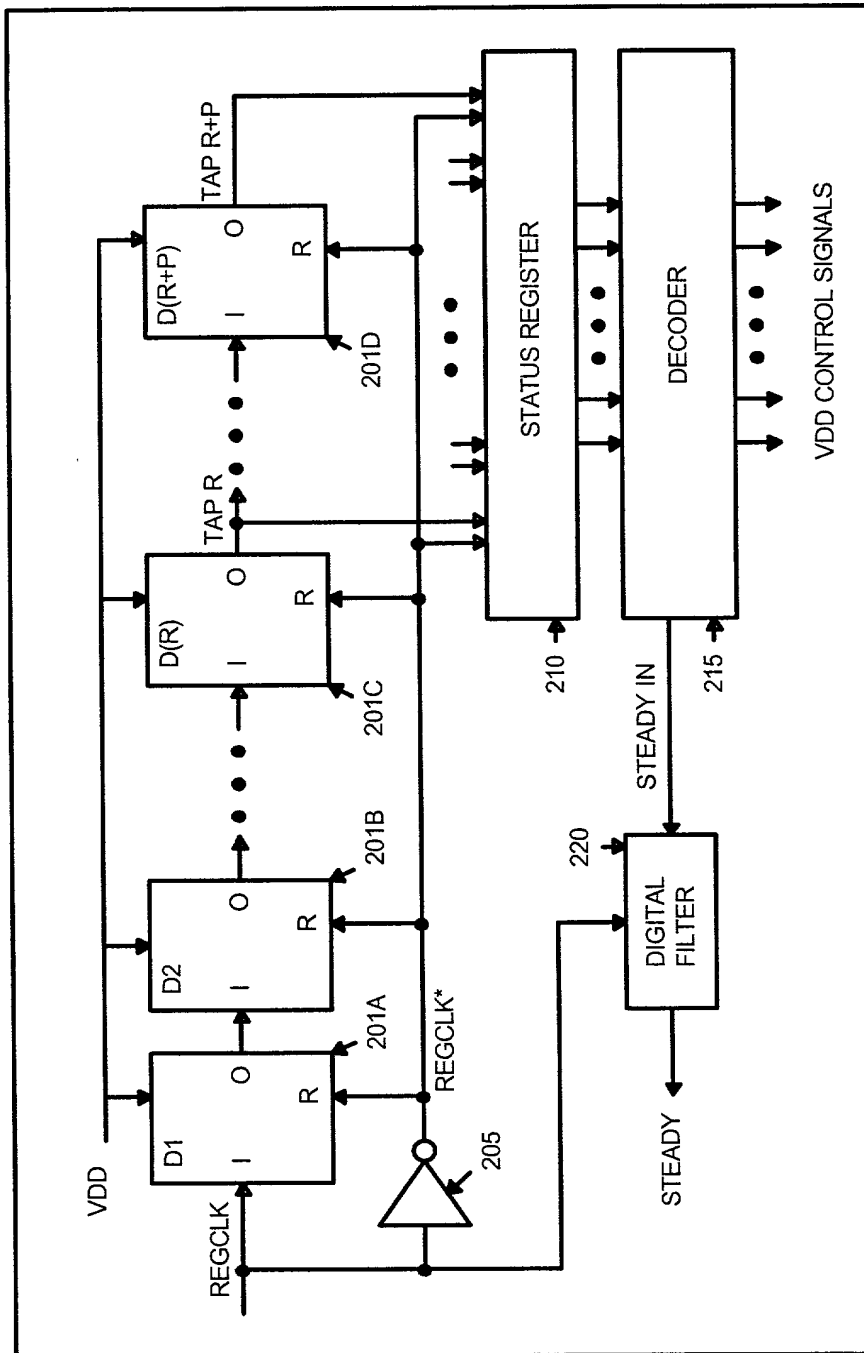 VDD
REGCLK
D1
I
O
R
201A
D2
I
O
R
201B
D(R)
I
O
R
201C
TAP R
D(R+P)
I
O
R
201D
TAP R+P
205
REGCLK*
STATUS REGISTER
210
DECODER
215
VDD CONTROL SIGNALS
STEADY IN
220
DIGITAL
FILTER
STEADY